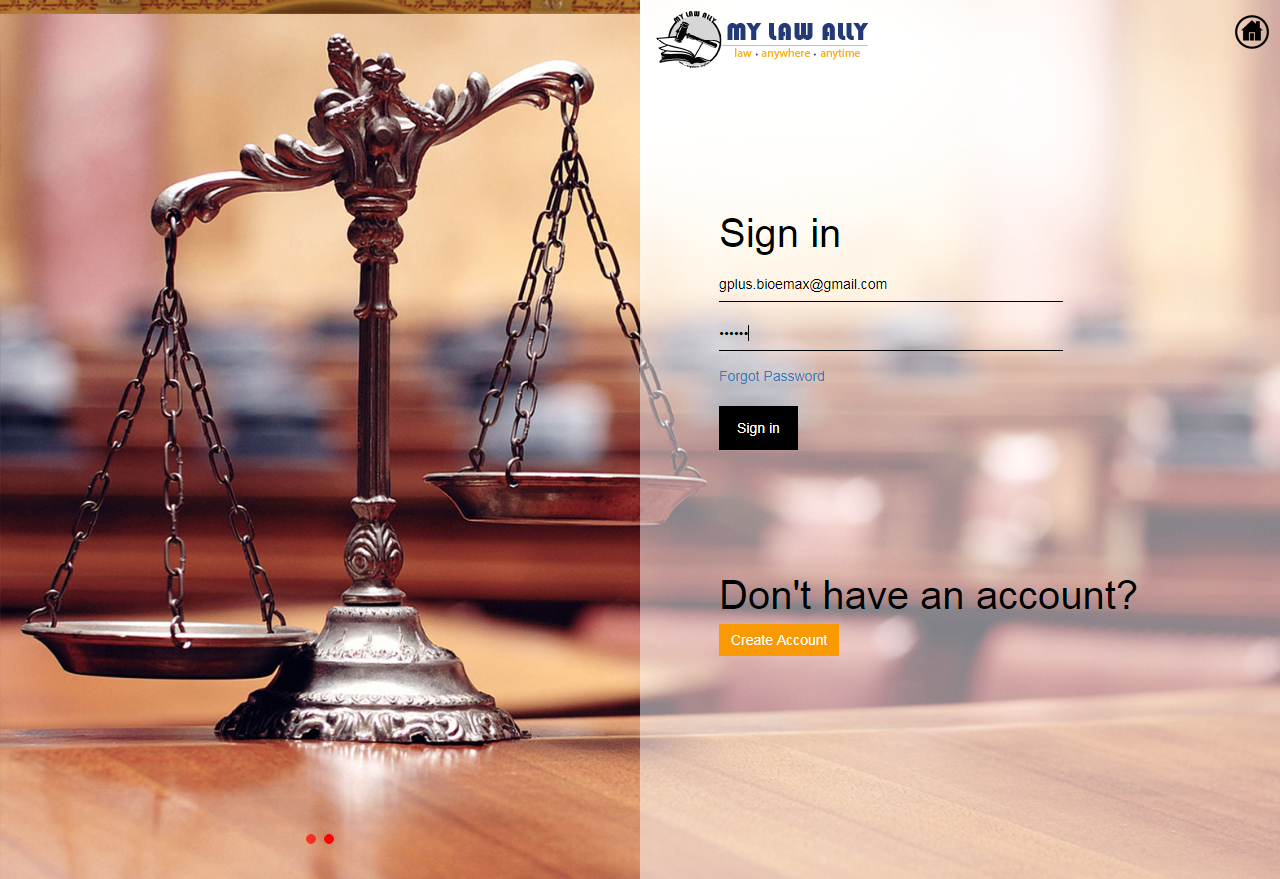 MY LAW ALLY
MY LAW ALLY
law • anywhere • anytime
Sign in
gplus.bioemax@gmail.com
••••••
Forgot Password
Sign in
Don't have an account?
Create Account